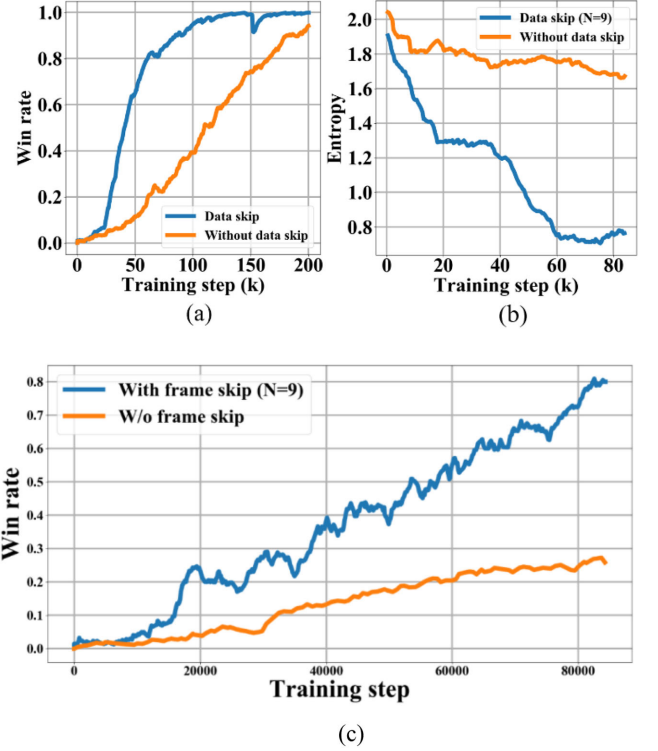 Win rate
1.0
0.8
0.6
0.4
0.2
0.0
Data skip
Without data skip
0 50 100 150 200
Training step (k)
(a)
Entropy
2.0
1.8
1.6
1.4
1.2
1.0
0.8
Data skip (N=9)
Without data skip
0 20 40 60 80
Training step (k)
(b)
Win rate
0.8
0.7
0.6
0.5
0.4
0.3
0.2
0.1
0.0
With frame skip (N=9)
W/o frame skip
0 20000 40000 60000 80000
Training step
(c)